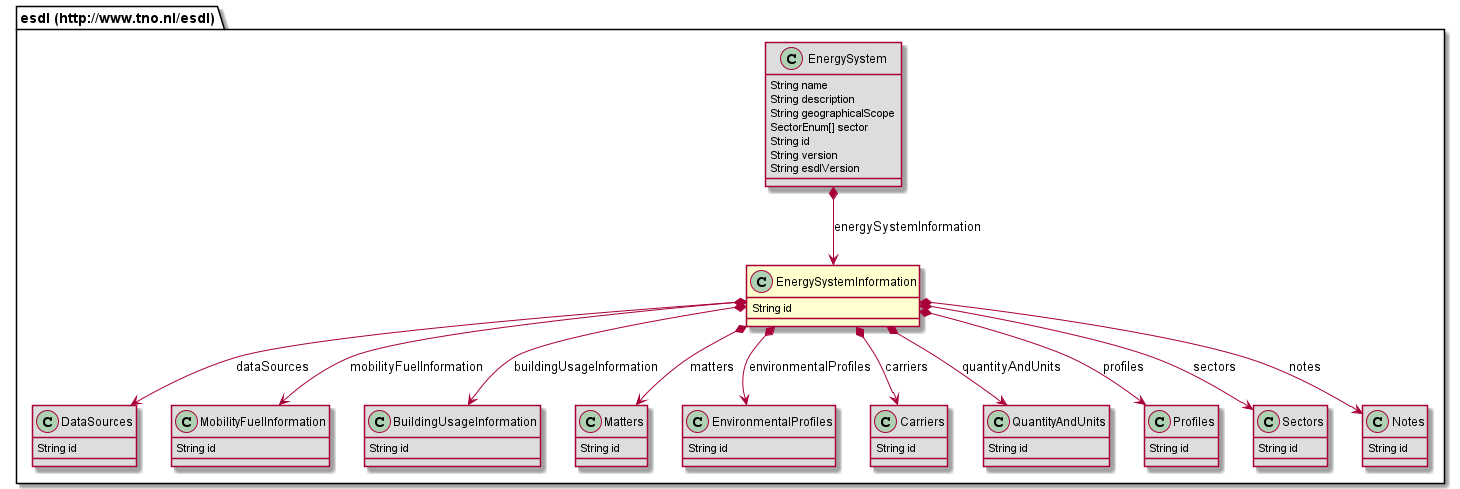 esdl (http://www.tno.nl/esdl)
C EnergySystem
String name
String description
String geographicalScope
SectorEnum[] sector
String id
String version
String esdlVersion
energySystemInformation
C EnergySystemInformation
String id
dataSources
mobilityFuelInformation
buildingUsageInformation
matters
environmentalProfiles
carriers
quantityAndUnits
profiles
sectors
notes
C DataSources
String id
C MobilityFuelInformation
String id
C BuildingUsageInformation
String id
C Matters
String id
C EnvironmentalProfiles
String id
C Carriers
String id
C QuantityAndUnits
String id
C Profiles
String id
C Sectors
String id
C Notes
String id